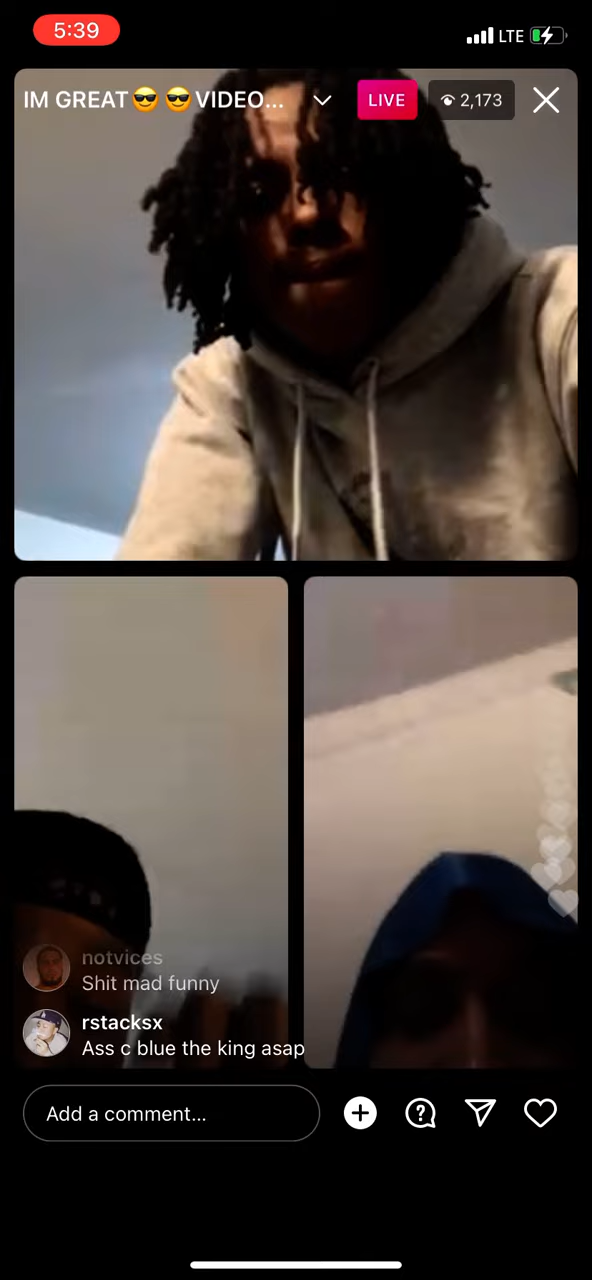 5:39
LTE
IM GREAT😎 😎VIDEO...
LIVE
2,173
notvices
Shit mad funny
rstacksx
Ass c blue the king asap
Add a comment...